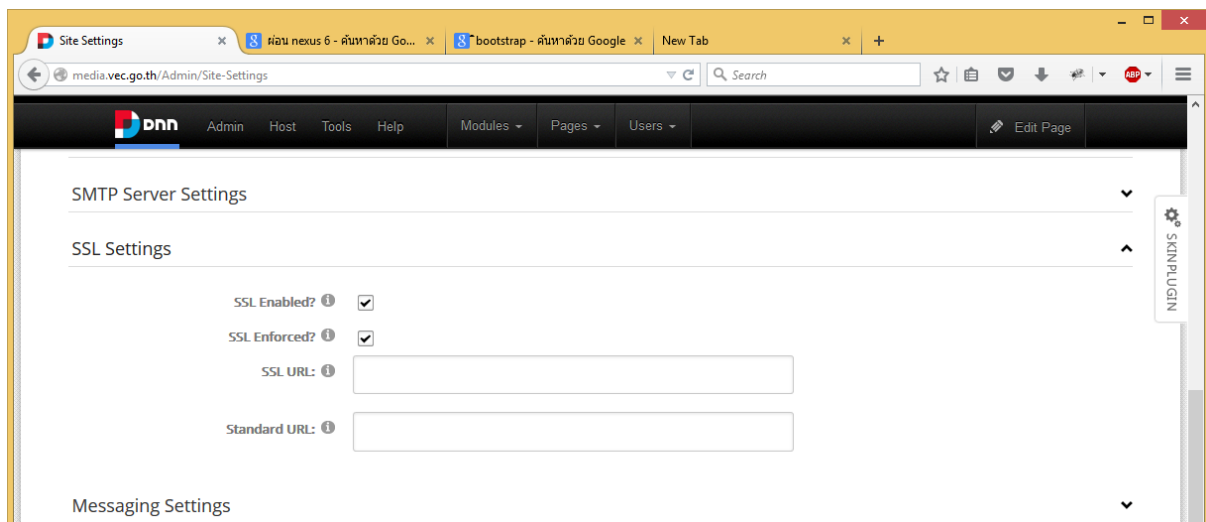 Site Settings
ผ่อน nexus 6 - ค้นหาด้วย Go...
bootstrap - ค้นหาด้วย Google
New Tab
media.vec.go.th/Admin/Site-Settings
Search
ABP
DNN Admin Host Tools Help Modules Pages Users Edit Page
SMTP Server Settings
SKINPLUGIN
SSL Settings
SSL Enabled?
SSL Enforced?
SSL URL:
Standard URL:
Messaging Settings